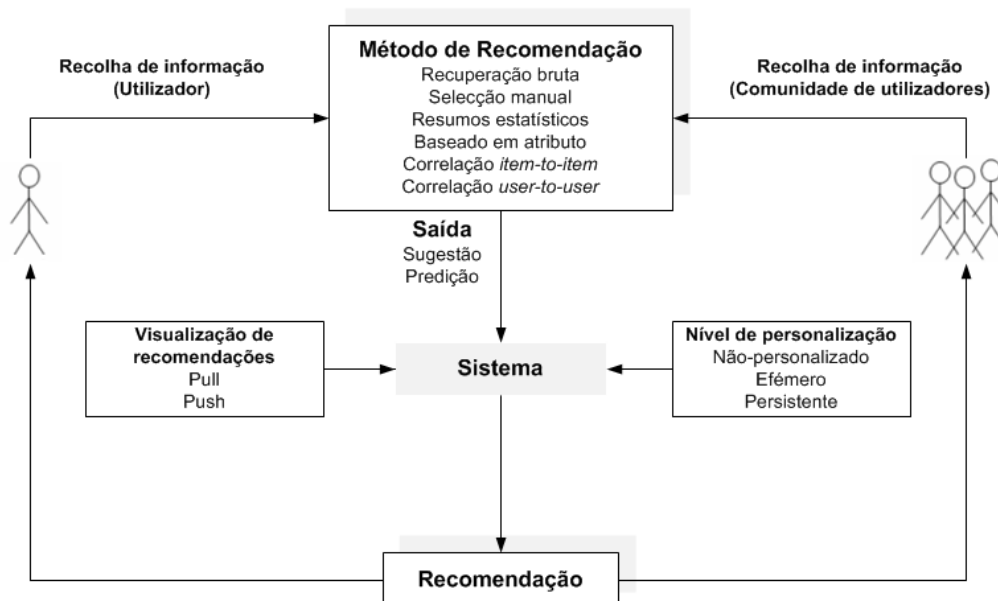 Método de Recomendação
Recuperação bruta
Selecção manual
Resumos estatísticos
Baseado em atributo
Correlação item-to-item
Correlação user-to-user
Recolha de informação
(Utilizador)
Recolha de informação
(Comunidade de utilizadores)
Saída
Sugestão
Predição
Visualização de
recomendações
Pull
Push
Sistema
Nível de personalização
Não-personalizado
Efémero
Persistente
Recomendação